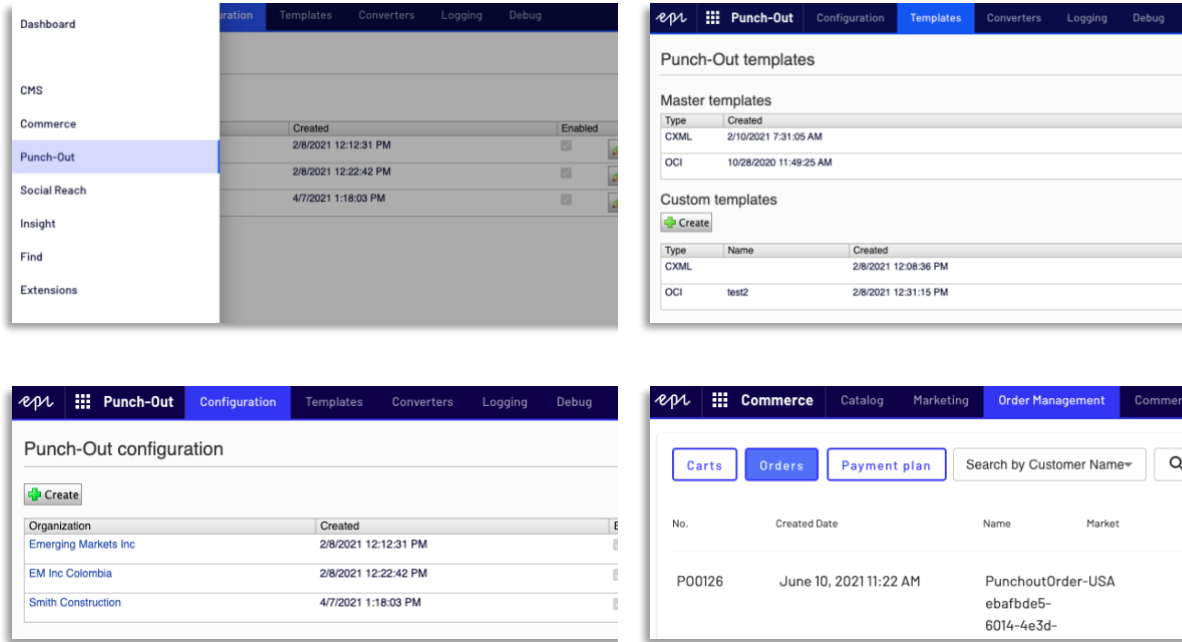 Dashboard
CMS
Commerce
Punch-Out
Social Reach
Insight
Find
Extensions
Templates Converters Logging Debug
Created Enabled
2/8/2021 12:12:31 PM
2/8/2021 12:22:42 PM
4/7/2021 1:18:03 PM
epi Punch-Out Configuration Templates Converters Logging Debug
Punch-Out templates
Master templates
Type Created
CXML 2/10/2021 7:31:05 AM
OCI 10/28/2020 11:49:25 AM
Custom templates
Create
Type Name Created
CXML 2/8/2021 12:08:36 PM
OCI test2 2/8/2021 12:31:15 PM
epi Punch-Out Configuration Templates Converters Logging Debug
Punch-Out configuration
Create
Organization Created
Emerging Markets Inc 2/8/2021 12:12:31 PM
EM Inc Colombia 2/8/2021 12:22:42 PM
Smith Construction 4/7/2021 1:18:03 PM
epi Commerce Catalog Marketing Order Management Commer
Carts Orders Payment plan Search by Customer Name
No. Created Date Name Market
PO0126 June 10, 2021 11:22 AM PunchoutOrder-USA
ebafbde5-
6014-4e3d-